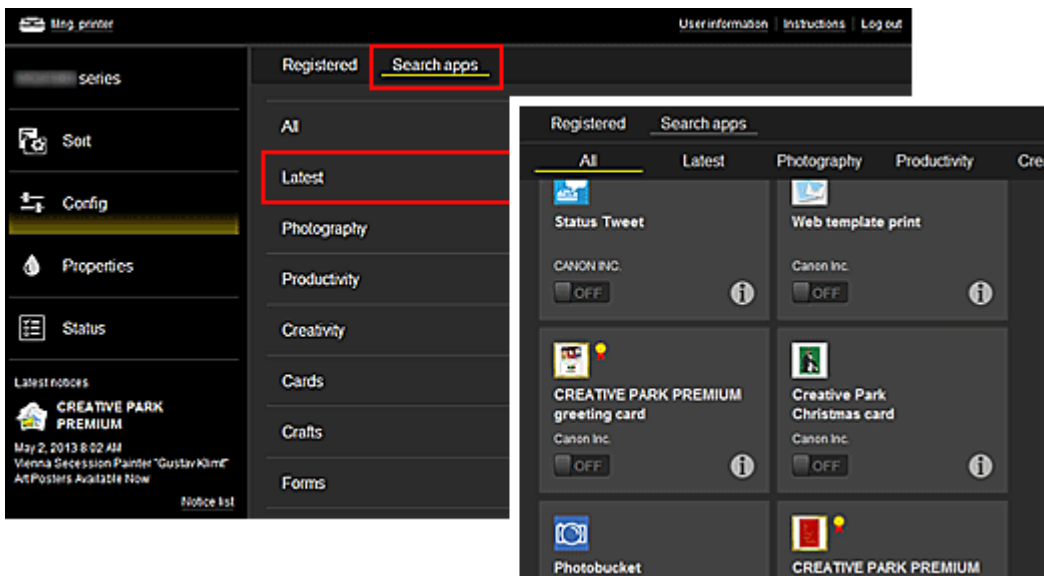 User information
Instructions
Log out
series
Registered
Search apps
Sort
All
Latest
Config
Photography
Properties
Productivity
Status
Creativity
Cards
Latest notices
CREATIVE PARK
PREMIUM
Crafts
May 2, 2013 8:02 AM
Vienna Secession Painter "Gustav Klimt"
Art Posters Available Now
Forms
Notice list
Registered
Search apps
All
Latest
Photography
Productivity
Cre
Status Tweet
Web template print
CANON INC.
Canon Inc.
OFF
OFF
CREATIVE PARK PREMIUM
greeting card
Creative Park
Christmas card
Canon Inc.
Canon Inc.
OFF
OFF
Photobucket
CREATIVE PARK PREMIUM